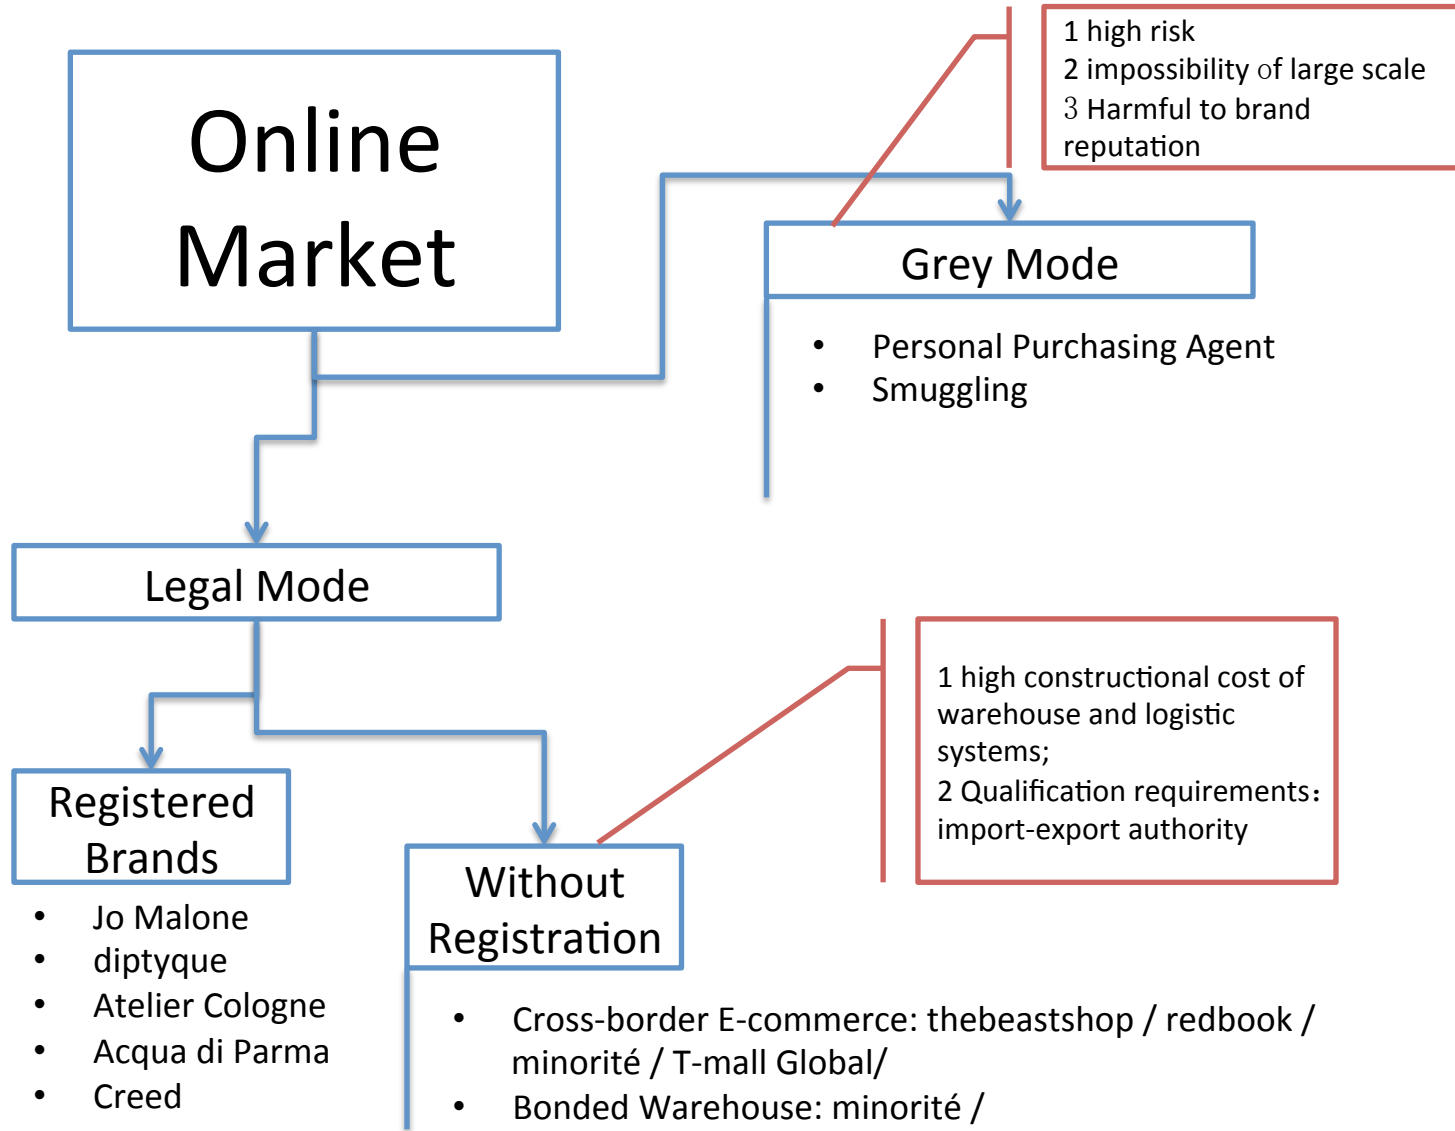 Online
Market
1 high risk
2 impossibility of large scale
3 Harmful to brand
reputation
Grey Mode
• Personal Purchasing Agent
• Smuggling
Legal Mode
1 high constructional cost of
warehouse and logistic
systems;
2 Qualification requirements：
import-export authority
Registered
Brands
• Jo Malone
• diptyque
• Atelier Cologne
• Acqua di Parma
• Creed
Without
Registration
• Cross-border E-commerce: thebeastshop / redbook /
minorité / T-mall Global/
• Bonded Warehouse: minorité /